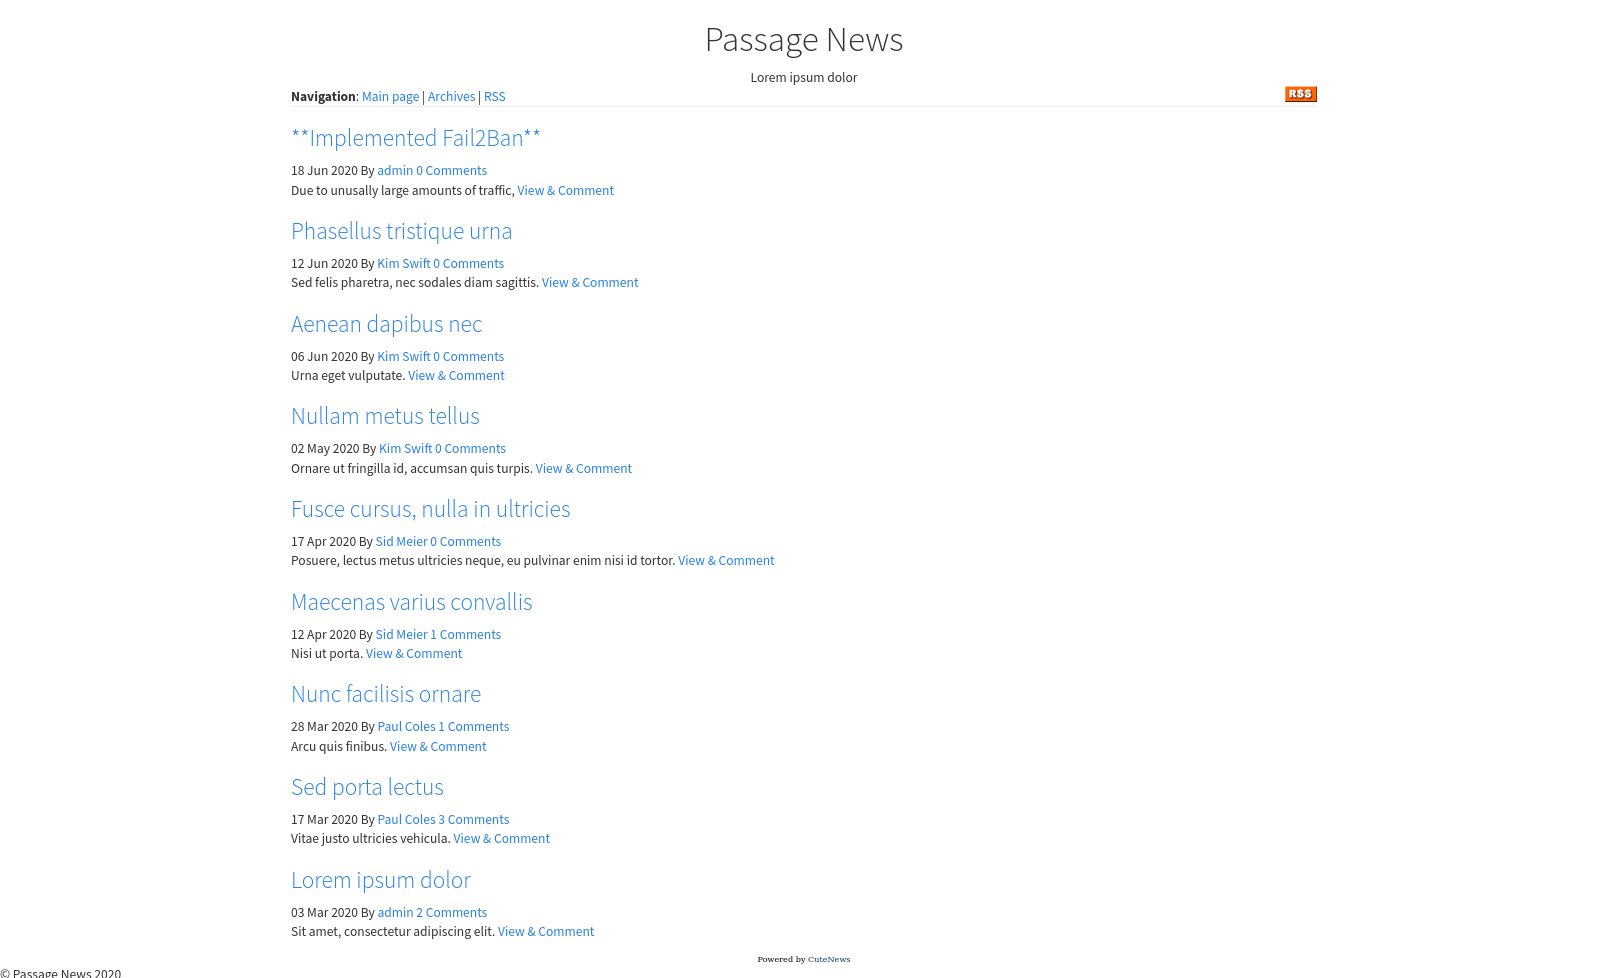 Passage News
Lorem ipsum dolor
Navigation: Main page | Archives | RSS
RSS
**Implemented Fail2Ban**
18 Jun 2020 By admin 0 Comments
Due to unusally large amounts of traffic, View & Comment
Phasellus tristique urna
12 Jun 2020 By Kim Swift 0 Comments
Sed felis pharetra, nec sodales diam sagittis. View & Comment
Aenean dapibus nec
06 Jun 2020 By Kim Swift 0 Comments
Urna eget vulputate. View & Comment
Nullam metus tellus
02 May 2020 By Kim Swift 0 Comments
Ornare ut fringilla id, accumsan quis turpis. View & Comment
Fusce cursus, nulla in ultricies
17 Apr 2020 By Sid Meier 0 Comments
Posuere, lectus metus ultricies neque, eu pulvinar enim nisi id tortor. View & Comment
Maecenas varius convallis
12 Apr 2020 By Sid Meier 1 Comments
Nisi ut porta. View & Comment
Nunc facilisis ornare
28 Mar 2020 By Paul Coles 1 Comments
Arcu quis finibus. View & Comment
Sed porta lectus
17 Mar 2020 By Paul Coles 3 Comments
Vitae justo ultricies vehicula. View & Comment
Lorem ipsum dolor
03 Mar 2020 By admin 2 Comments
Sit amet, consectetur adipiscing elit. View & Comment
Powered by CuteNews
© Passage News 2020